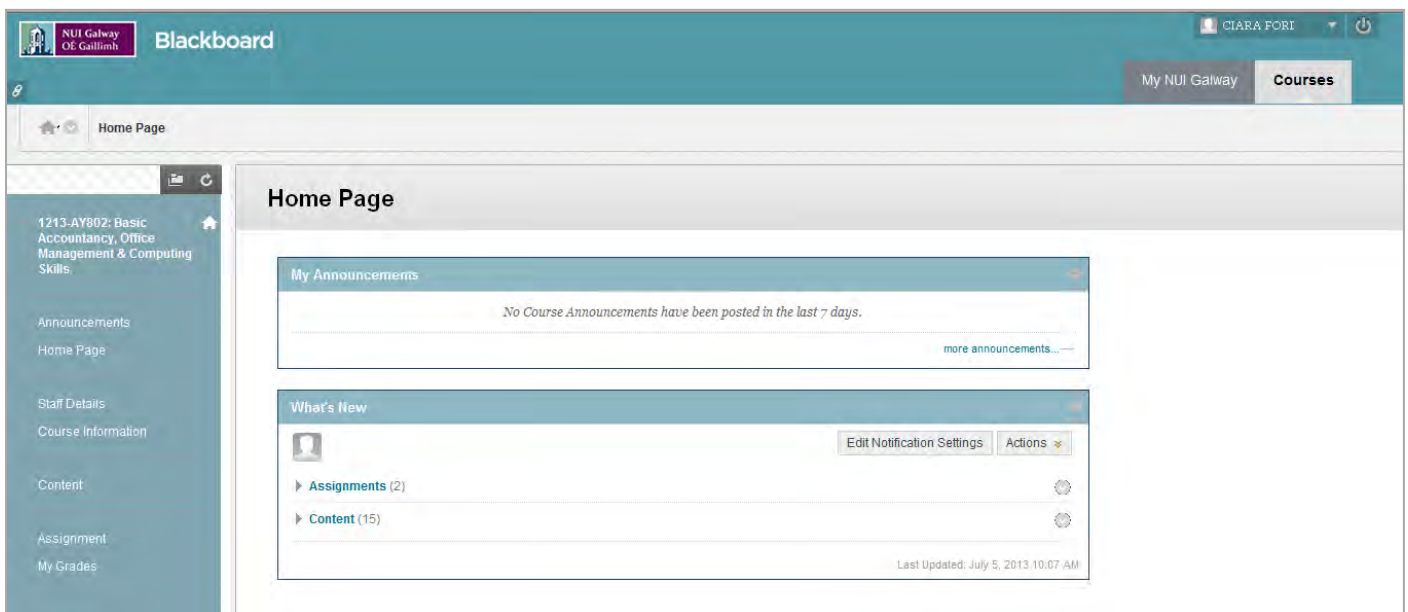 NUI Galway
OÉ Gaillimh
Blackboard
CIARA FORI
My NUI Galway
Courses
Home Page
1213-AY802: Basic
Accountancy, Office
Management & Computing
Skills
Announcements
Home Page
Staff Details
Course Information
Content
Assignment
My Grades
Home Page
My Announcements
No Course Announcements have been posted in the last 7 days.
more announcements...
What's New
Edit Notification Settings
Actions
Assignments (2)
Content (15)
Last Updated: July 5, 2013 10:07 AM